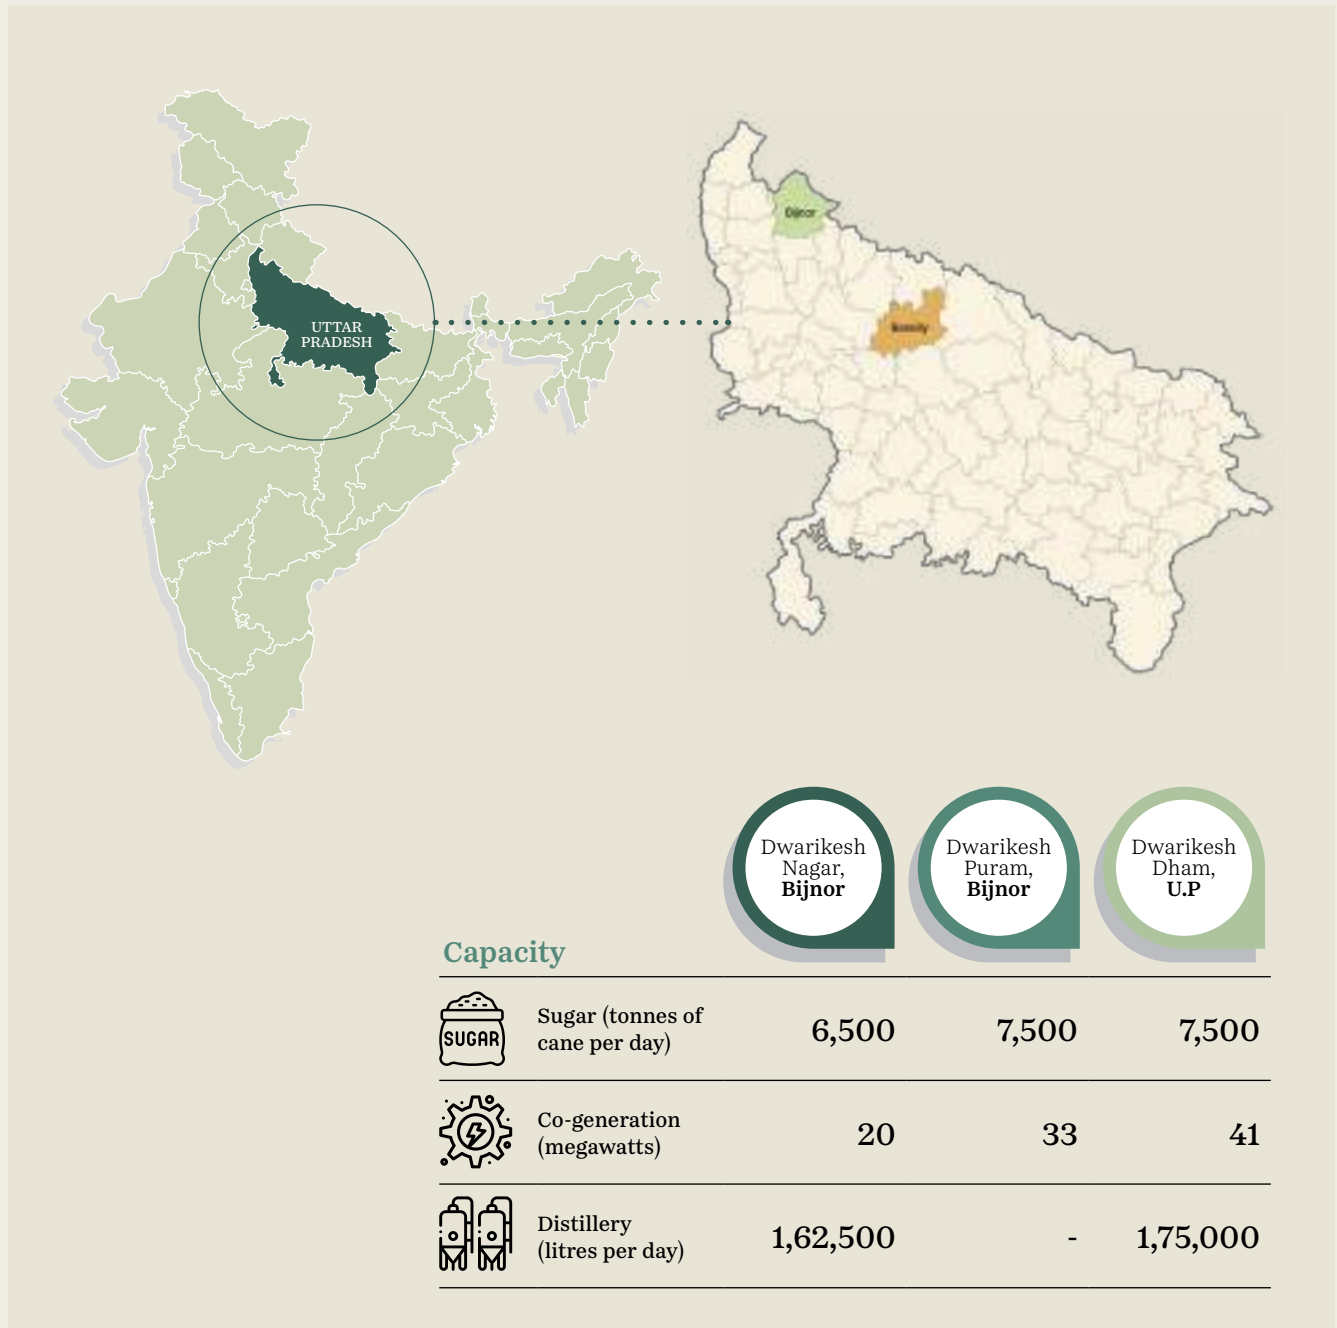 UTTAR
PRADESH
Bijnor
Bareilly
Dwarikesh
Nagar,
Bijnor
Dwarikesh
Puram,
Bijnor
Dwarikesh
Dham,
U.P
Capacity
SUGAR
Sugar (tonnes of
cane per day)
6,500
7,500
7,500
Co-generation
(megawatts)
20
33
41
Distillery
(litres per day)
1,62,500
-
1,75,000